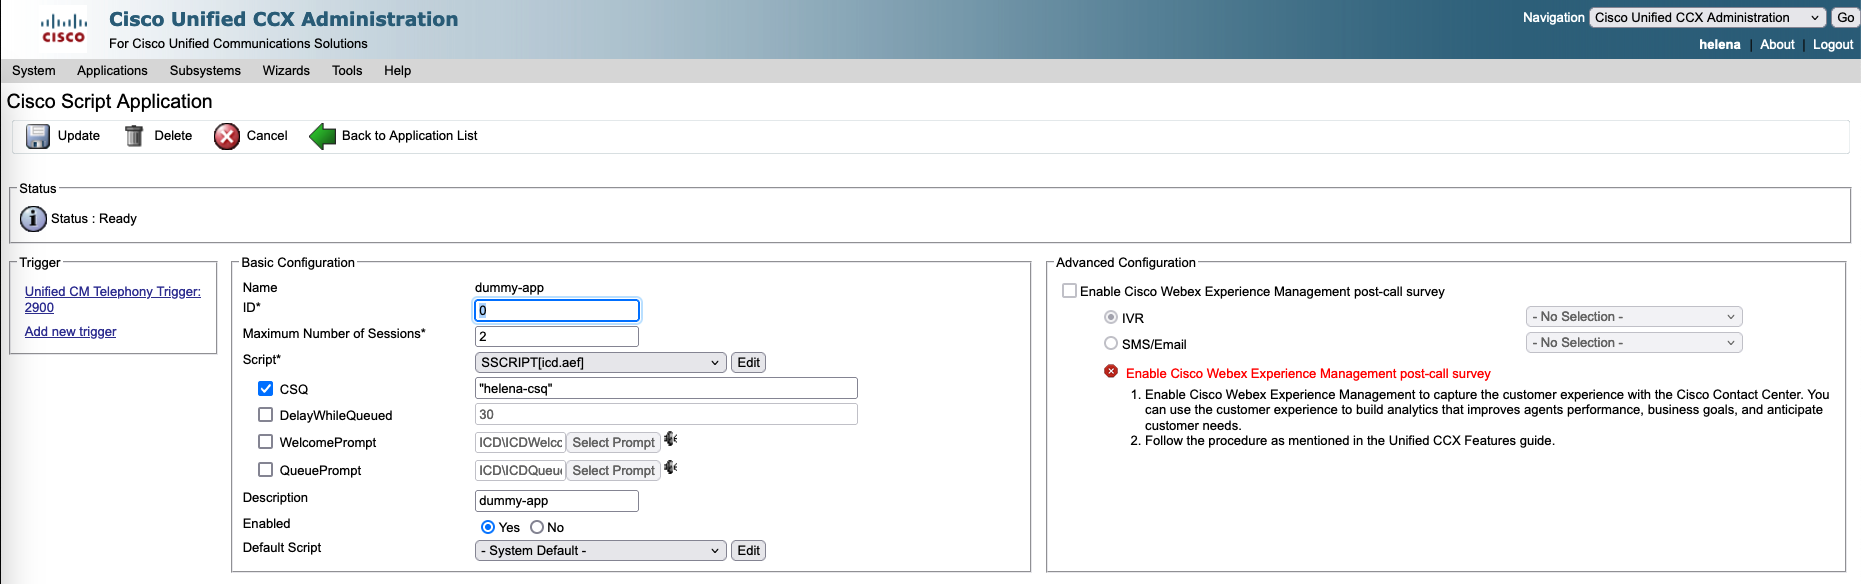 Cisco Unified CCX Administration
For Cisco Unified Communications Solutions
CISCO
Navigation Cisco Unified CCX Administration Go
helena | About | Logout
System Applications Subsystems Wizards Tools Help
Cisco Script Application
Update Delete Cancel Back to Application List
Status
Status : Ready
Trigger
Unified CM Telephony Trigger:
2900
Add new trigger
Basic Configuration
Name dummy-app
ID* 0
Maximum Number of Sessions* 2
Script* SSCRIPT[icd.aef] Edit
CSQ "helena-csq"
DelayWhileQueued 30
WelcomePrompt ICD\ICDWelco Select Prompt
QueuePrompt ICD\ICDQueue Select Prompt
Description dummy-app
Enabled Yes No
Default Script - System Default - Edit
Advanced Configuration
Enable Cisco Webex Experience Management post-call survey
IVR - No Selection -
SMS/Email - No Selection -
Enable Cisco Webex Experience Management post-call survey
1. Enable Cisco Webex Experience Management to capture the customer experience with the Cisco Contact Center. You
can use the customer experience to build analytics that improves agents performance, business goals, and anticipate
customer needs.
2. Follow the procedure as mentioned in the Unified CCX Features guide.